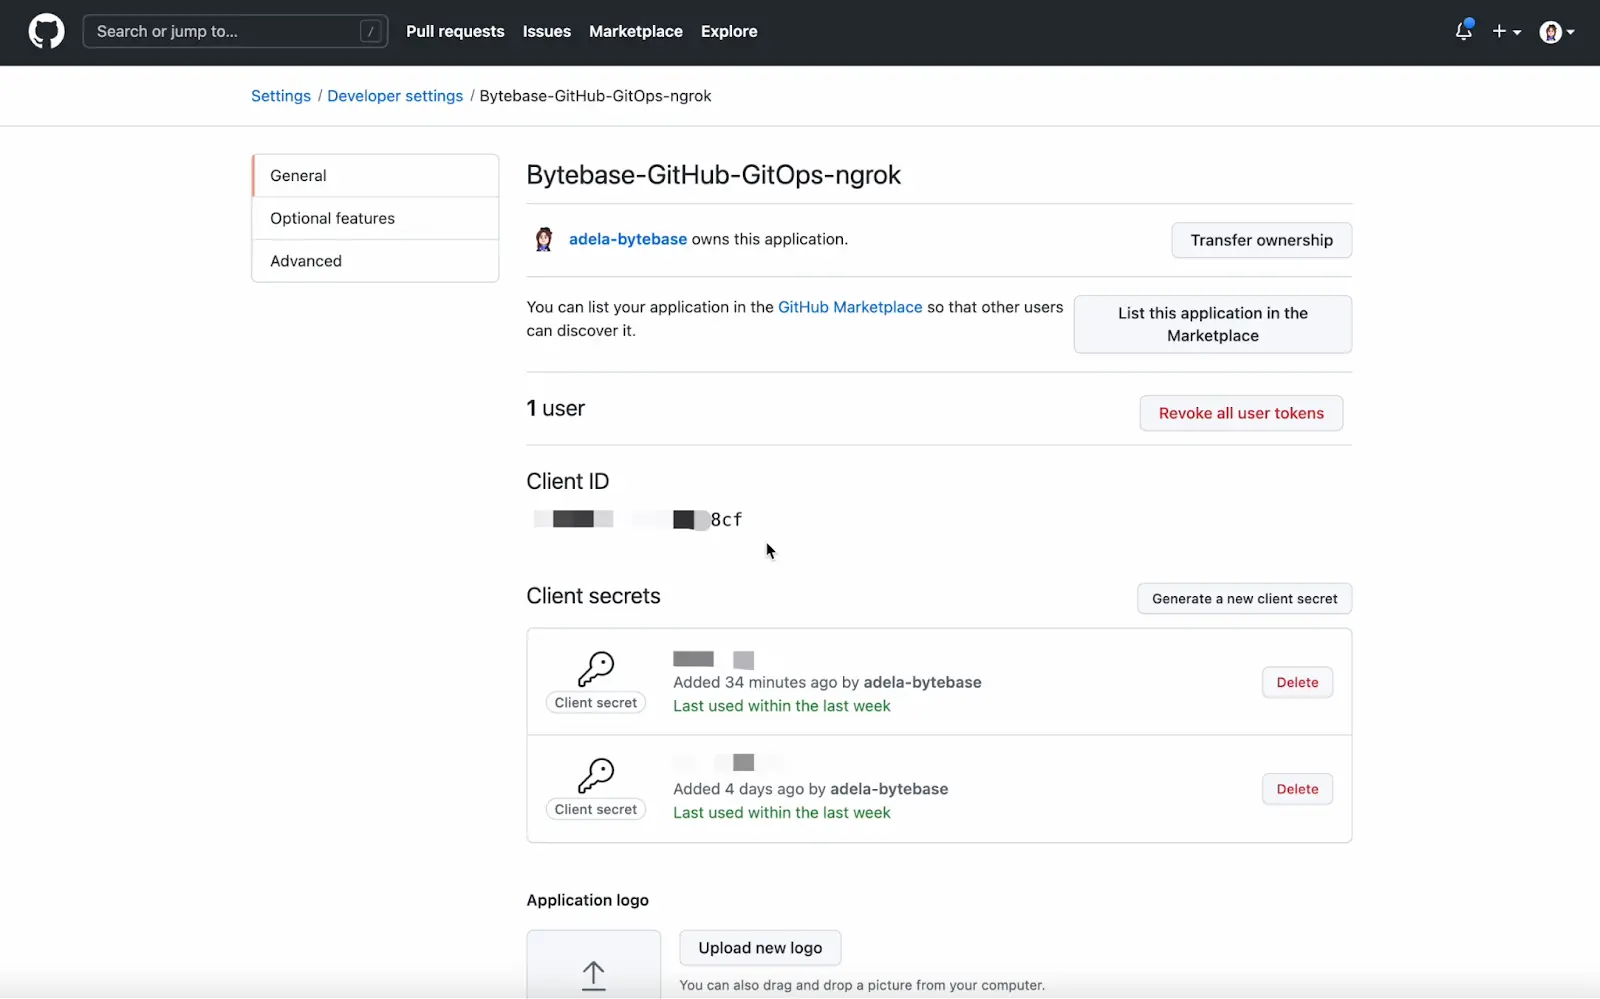 Search or jump to... / Pull requests Issues Marketplace Explore
Settings / Developer settings / Bytebase-GitHub-GitOps-ngrok
General
Optional features
Advanced
Bytebase-GitHub-GitOps-ngrok
adela-bytebase owns this application.
Transfer ownership
You can list your application in the GitHub Marketplace so that other users
can discover it.
List this application in the
Marketplace
1 user
Revoke all user tokens
Client ID
8cf
Client secrets
Generate a new client secret
Client secret
Added 34 minutes ago by adela-bytebase
Last used within the last week
Delete
Client secret
Added 4 days ago by adela-bytebase
Last used within the last week
Delete
Application logo
Upload new logo
You can also drag and drop a picture from your computer.